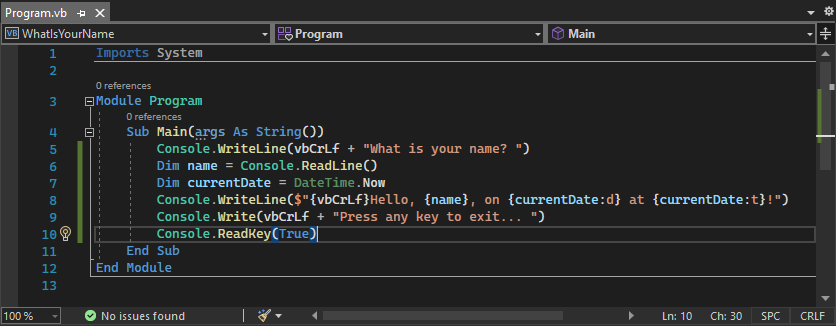 Program.vb
WhatIsYourName Program Main
1 Imports System
2
0 references
3 Module Program
0 references
4 Sub Main(args As String())
5 Console.WriteLine(vbCrLf + "What is your name? ")
6 Dim name = Console.ReadLine()
7 Dim currentDate = DateTime.Now
8 Console.WriteLine($"{vbCrLf}Hello, {name}, on {currentDate:d} at {currentDate:t}!")
9 Console.Write(vbCrLf + "Press any key to exit... ")
10 Console.ReadKey(True)
11 End Sub
12 End Module
13
100 % No issues found Ln: 10 Ch: 30 SPC CRLF